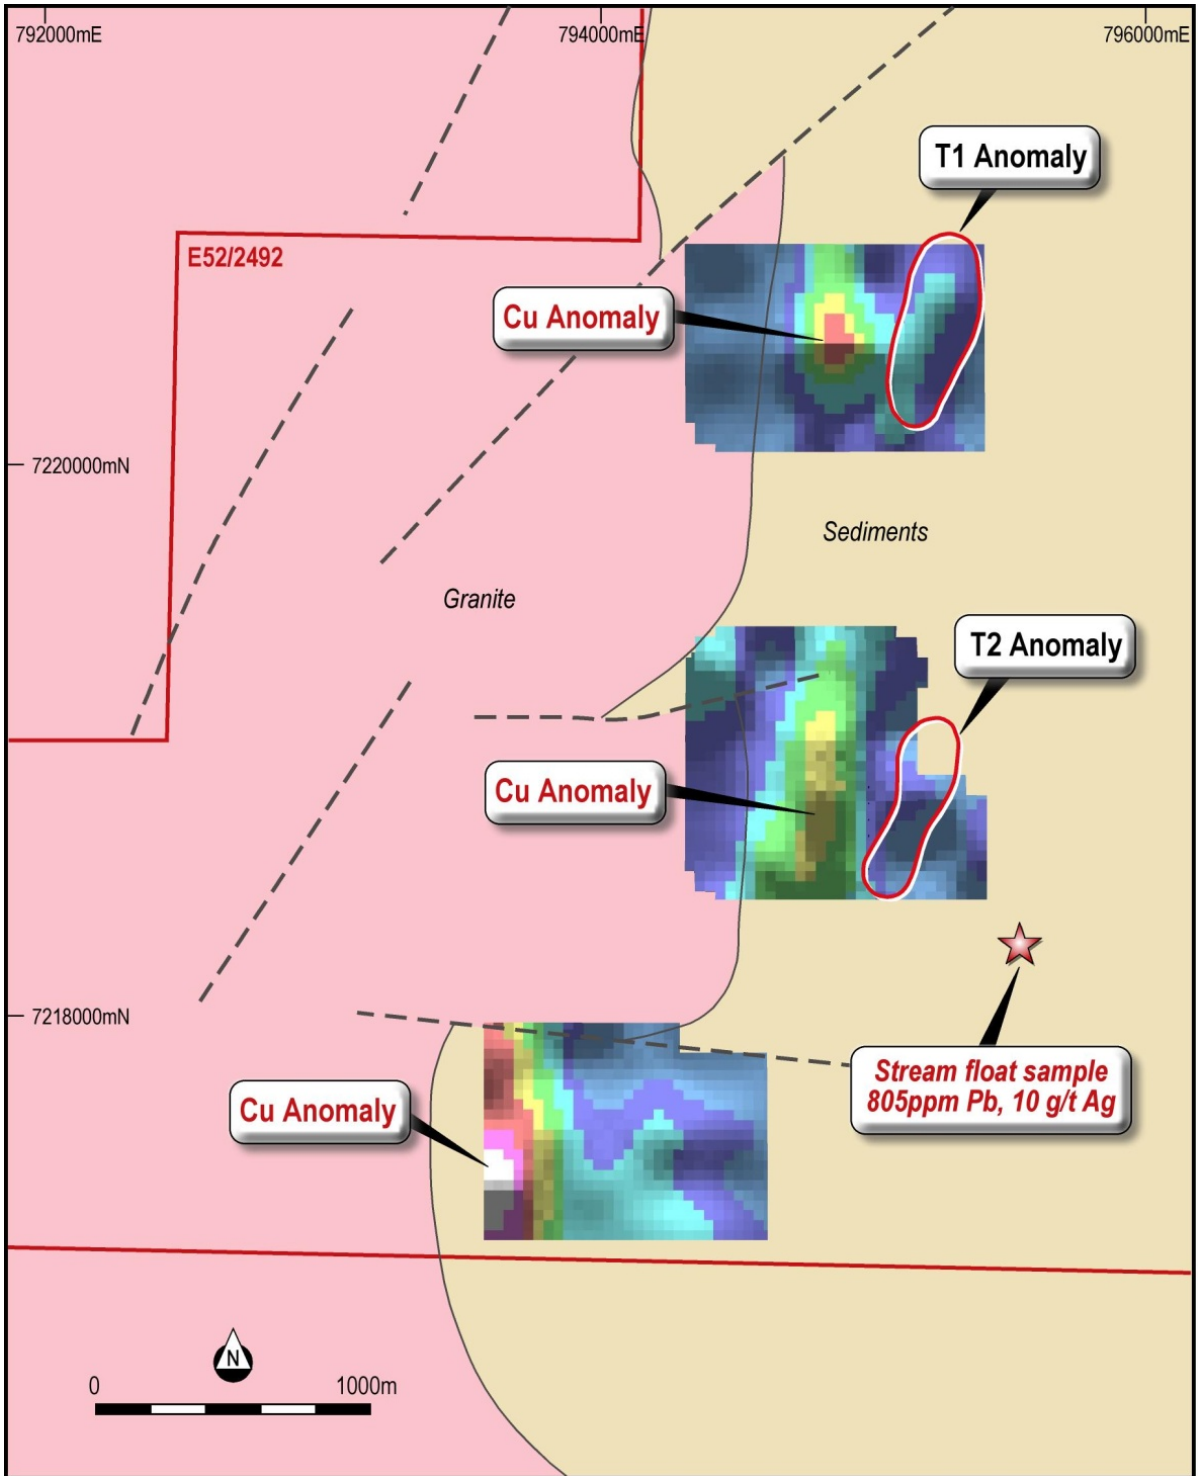 792000mE
794000mE
796000mE
T1 Anomaly
E52/2492
Cu Anomaly
7220000mN
Sediments
Granite
T2 Anomaly
Cu Anomaly
7218000mN
Stream float sample
805ppm Pb, 10 g/t Ag
Cu Anomaly
N
0
1000m